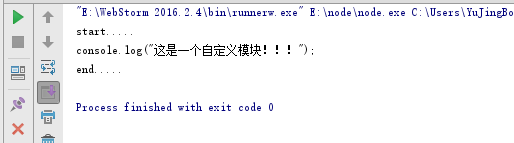 "E:\WebStorm 2016.2.4\bin\runnerw.exe" E:\node\node.exe C:\Users\YuJingBo
start.....
console.log("这是一个自定义模块！！！");
end.....
Process finished with exit code 0